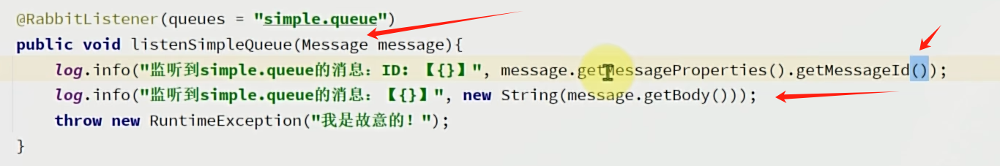 @RabbitListener(queues = "simple.queue")
public void listenSimpleQueue(Message message){
log.info("监听到simple.queue的消息：ID：【{}】", message.getMessageProperties().getMessageId());
log.info("监听到simple.queue的消息：【{}】", new String(message.getBody()));
throw new RuntimeException("我是故意的！");
}